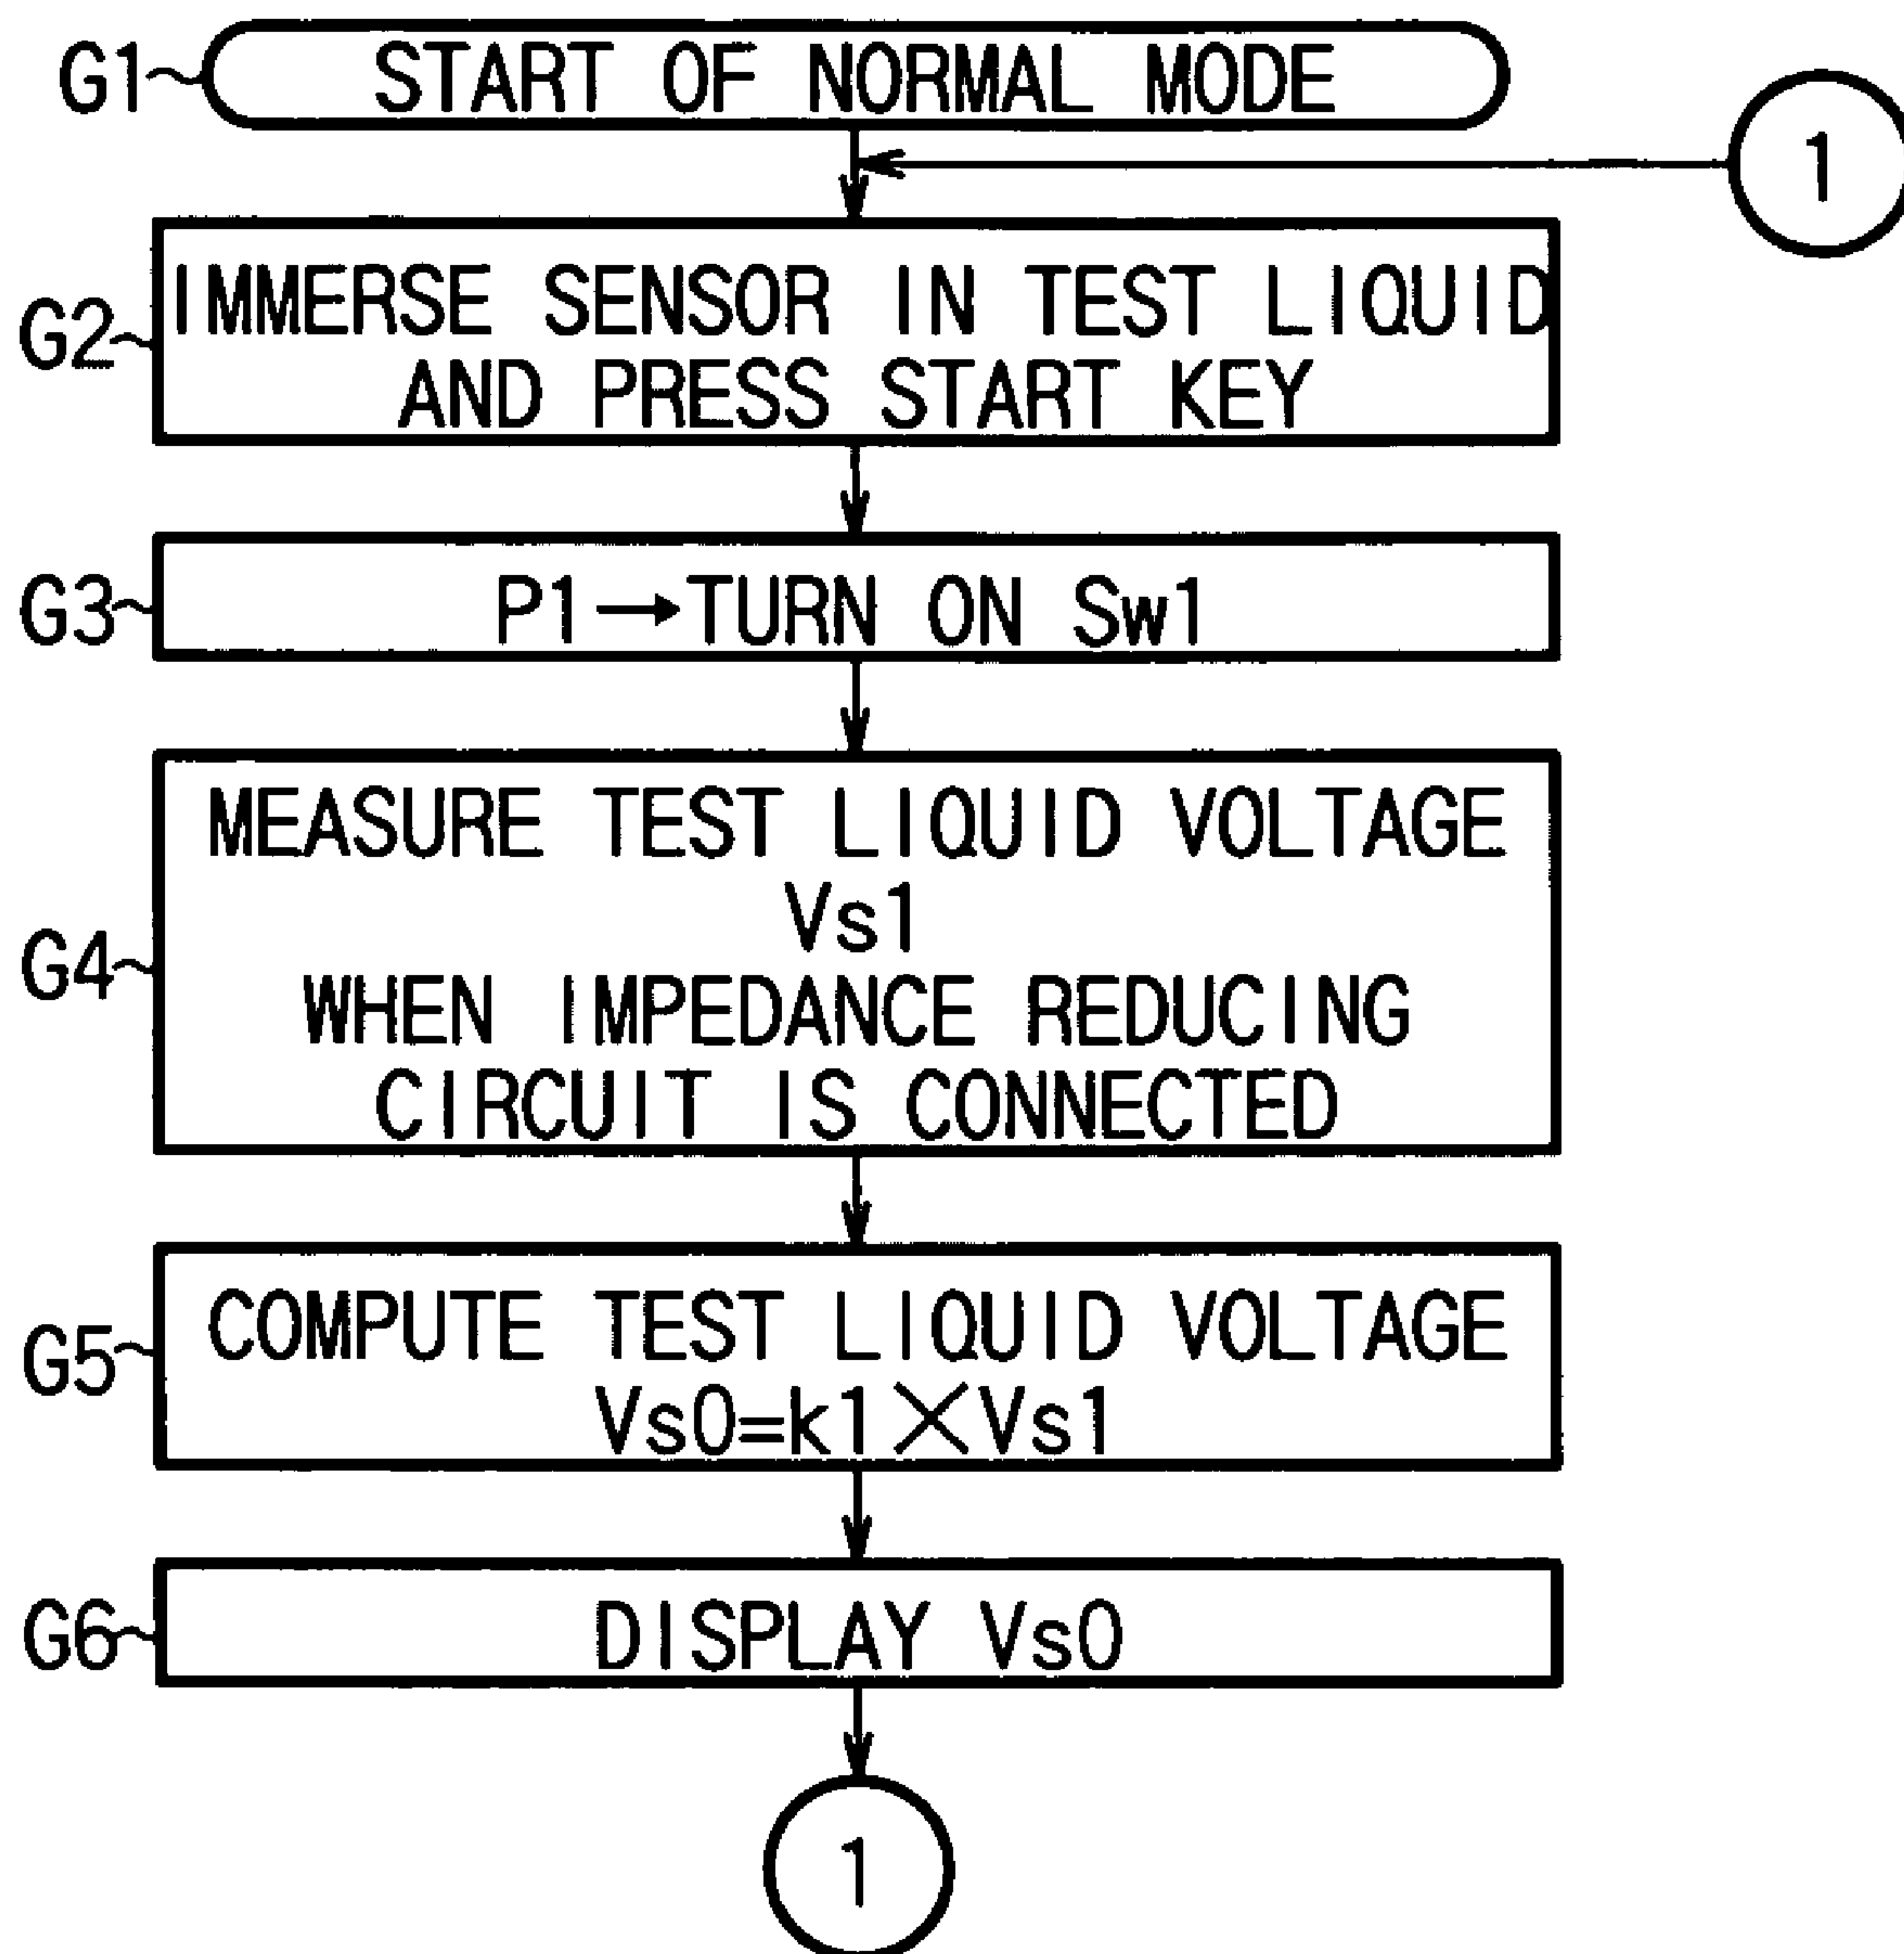 G1 START OF NORMAL MODE
1
G2 IMMERSE SENSOR IN TEST LIQUID
AND PRESS START KEY
G3 P1→TURN ON Sw1
MEASURE TEST LIQUID VOLTAGE
Vs1
G4
WHEN IMPEDANCE REDUCING
CIRCUIT IS CONNECTED
G5 COMPUTE TEST LIQUID VOLTAGE
Vs0=k1×Vs1
G6 DISPLAY Vs0
1